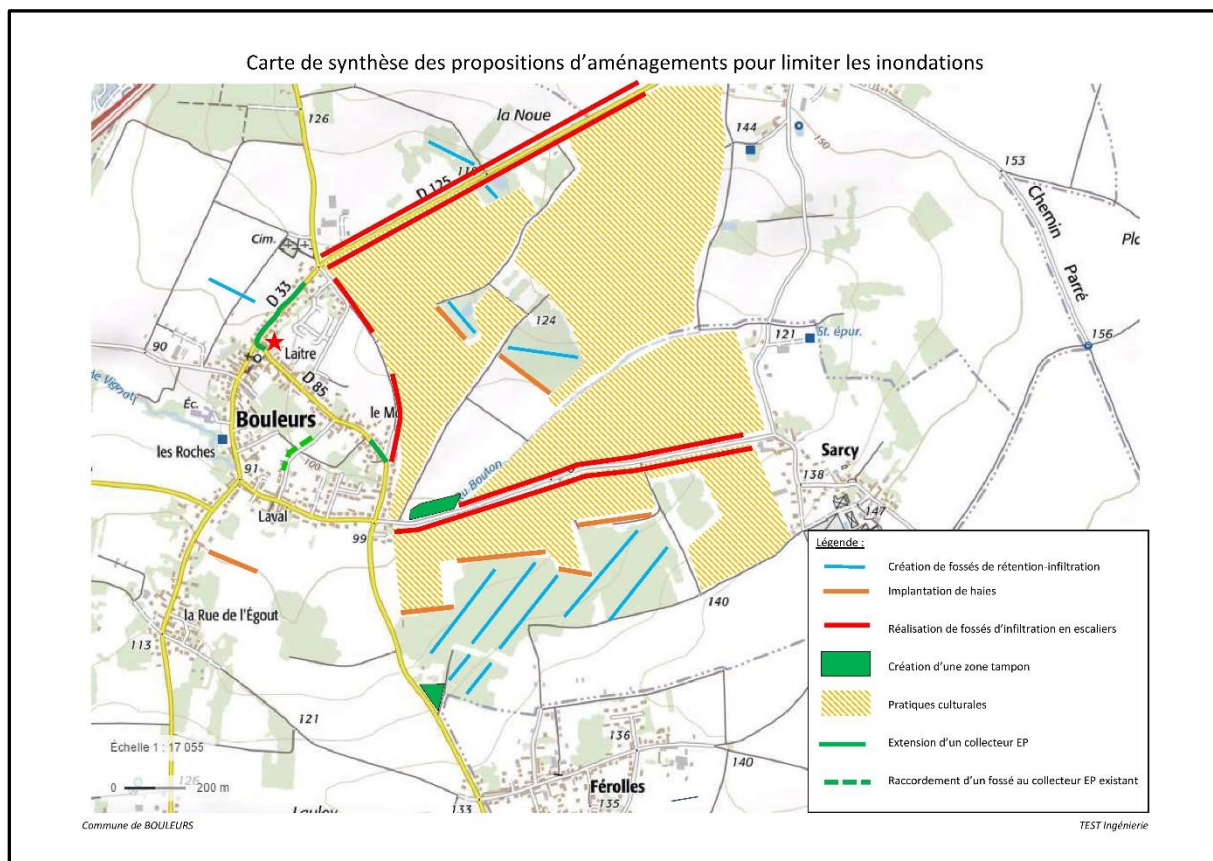 Carte de synthèse des propositions d'aménagements pour limiter les inondations
126
la Noue
144
150
153
Chemin
Parré
D 125
Cim.
D 33
124
121
St. épur.
156
90
Laitre
D 85
Éc.
Bouleurs
les Roches
91
100
Laval
99
du Bouton
Sarcy
138
147
140
la Rue de l'Égout
113
121
136
140
Férolles
135
133
126
Échelle 1 : 17 055
0 200 m
Légende :
Création de fossés de rétention-infiltration
Implantation de haies
Réalisation de fossés d'infiltration en escaliers
Création d'une zone tampon
Pratiques culturales
Extension d'un collecteur EP
Raccordement d'un fossé au collecteur EP existant
Commune de BOULEURS
TEST Ingénierie